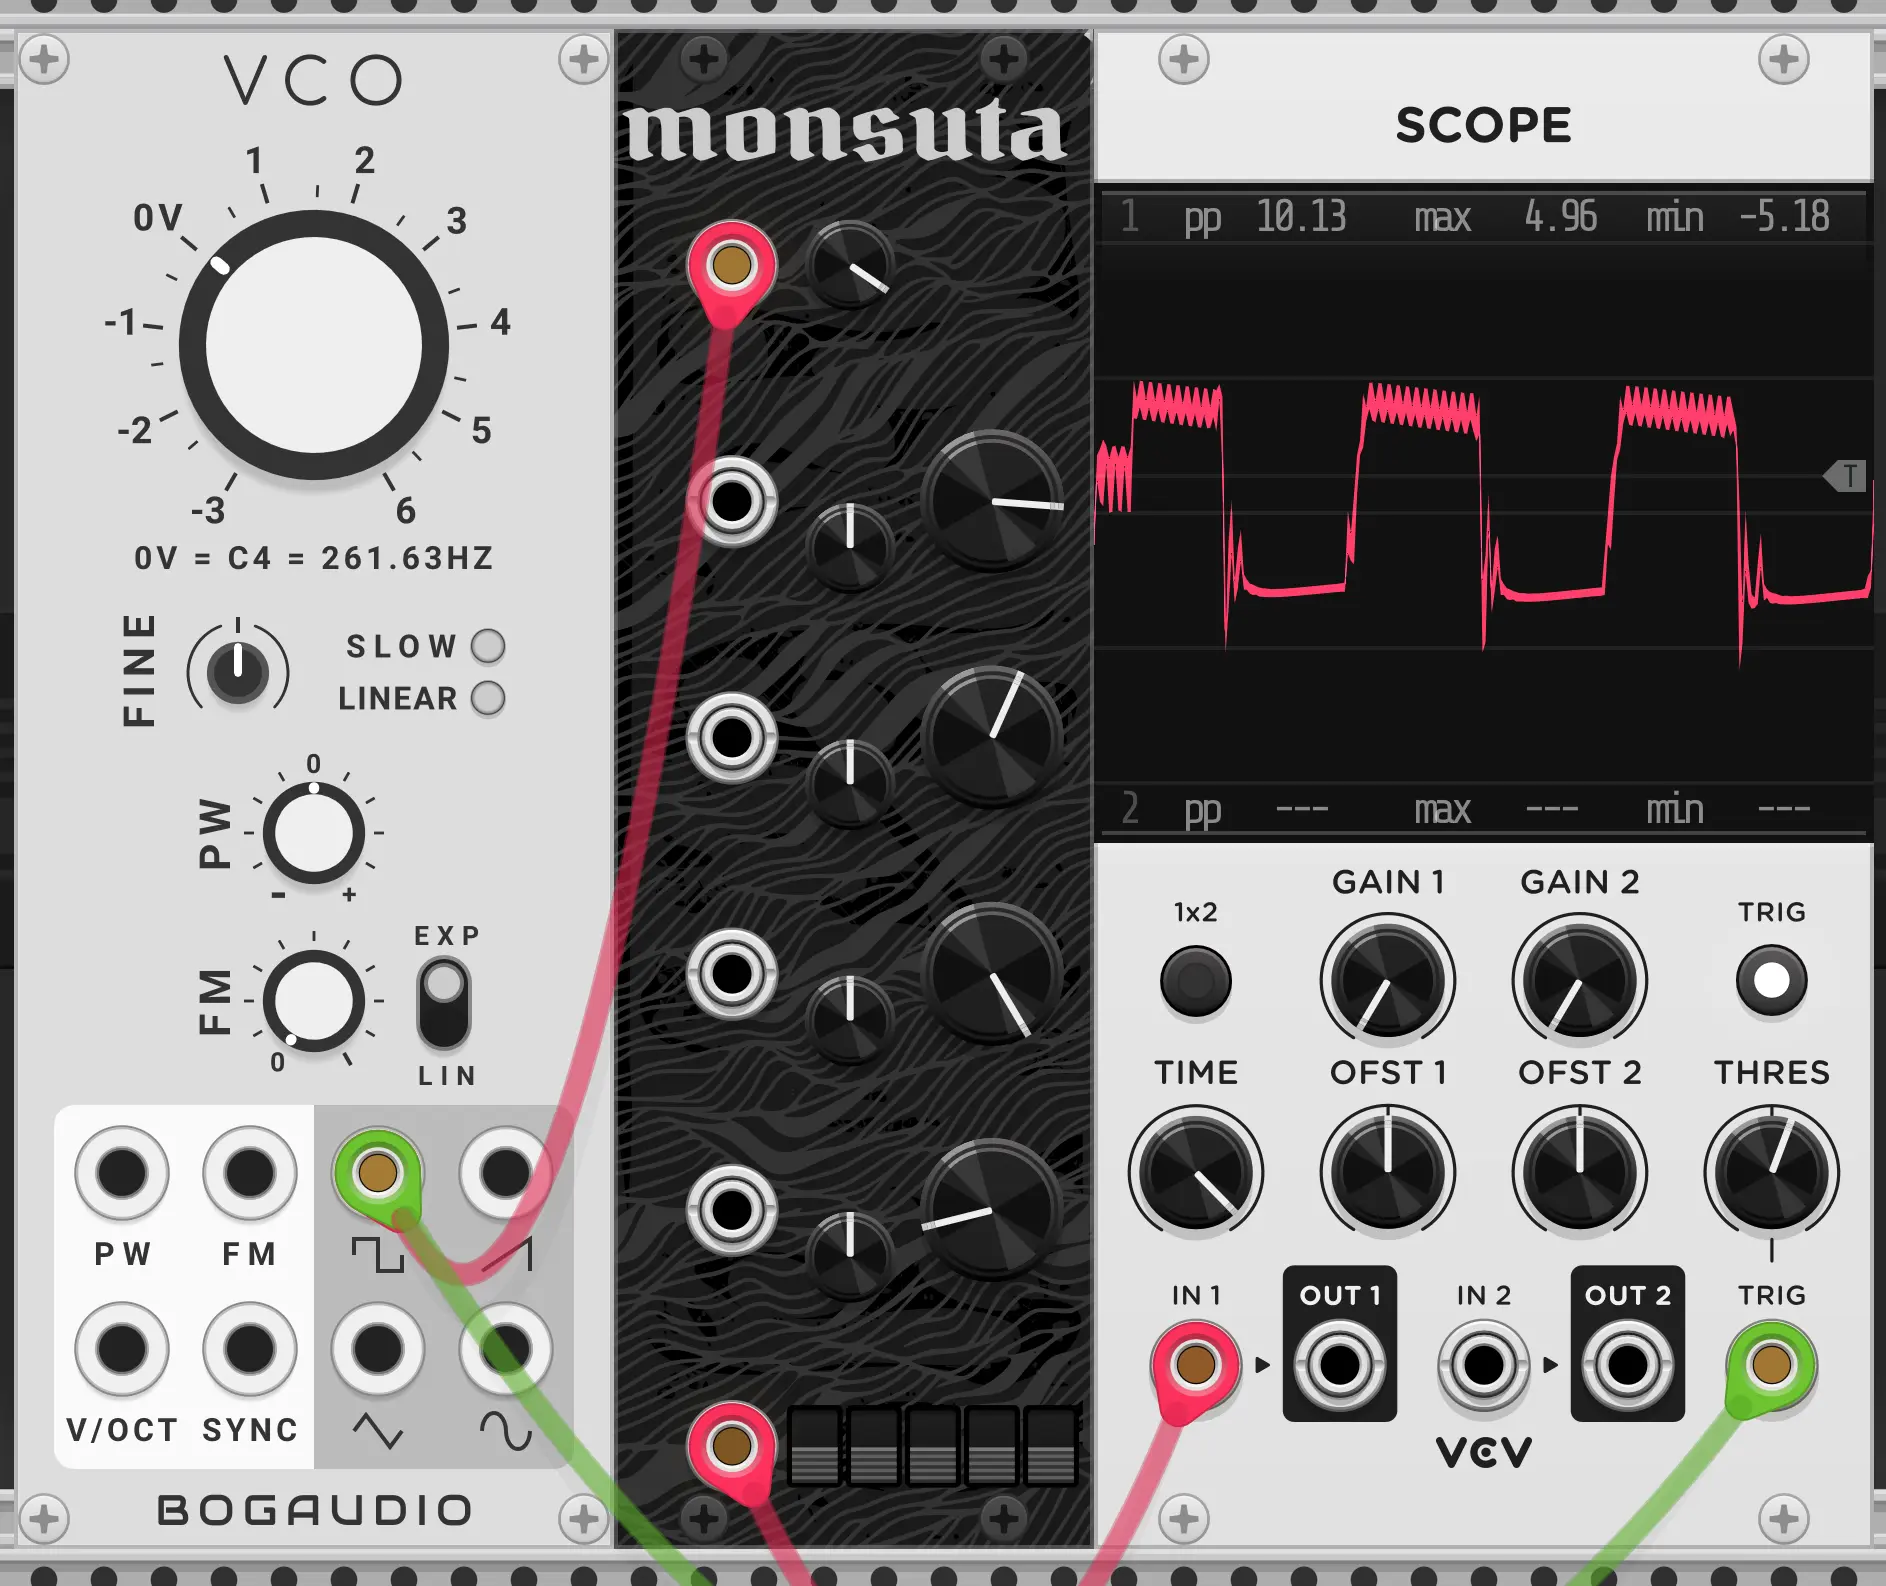 VCO
1 2
0V 3
-1 4
-2 5
-3 6
0V = C4 = 261.63HZ
FINE
SLOW
LINEAR
PW
0
- +
FM
0
EXP
LIN
PW FM
V/OCT SYNC
BOGAUDIO
monsuta
SCOPE
1 pp 10.13 max 4.96 min -5.18
T
2 pp --- max --- min ---
1x2 GAIN 1 GAIN 2 TRIG
TIME OFST 1 OFST 2 THRES
IN 1 OUT 1 IN 2 OUT 2 TRIG
VCV